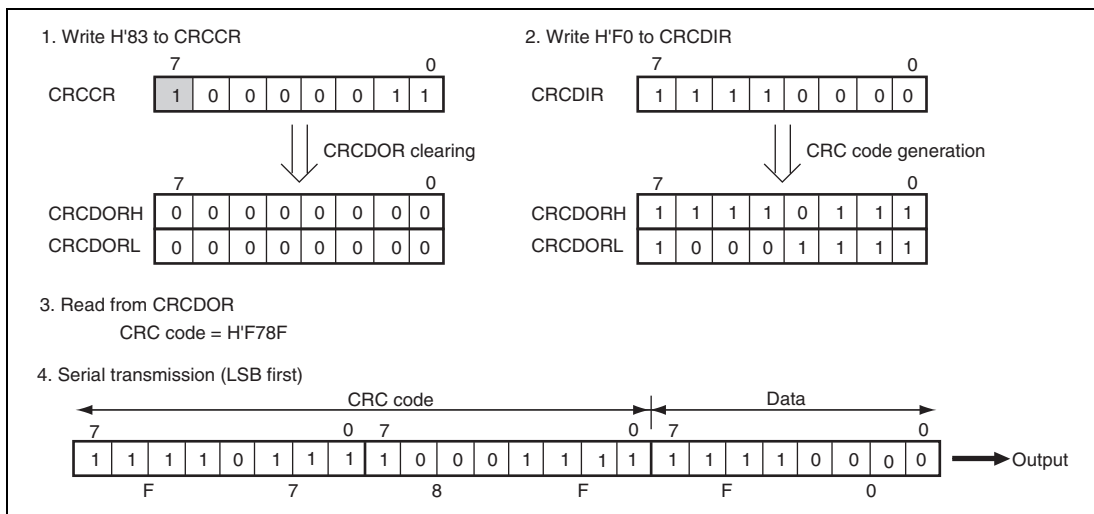 1. Write H'83 to CRCCR
7 0
CRCCR 1 0 0 0 0 0 1 1
CRCDOR clearing
7 0
CRCDORH 0 0 0 0 0 0 0 0
CRCDORL 0 0 0 0 0 0 0 0
2. Write H'F0 to CRCDIR
7 0
CRCDIR 1 1 1 1 0 0 0 0
CRC code generation
7 0
CRCDORH 1 1 1 1 0 1 1 1
CRCDORL 1 0 0 0 1 1 1 1
3. Read from CRCDOR
CRC code = H'F78F
4. Serial transmission (LSB first)
CRC code Data
7 0 7 0 7 0
1 1 1 1 0 1 1 1 1 0 0 0 1 1 1 1 1 1 1 1 0 0 0 0 Output
F 7 8 F F 0